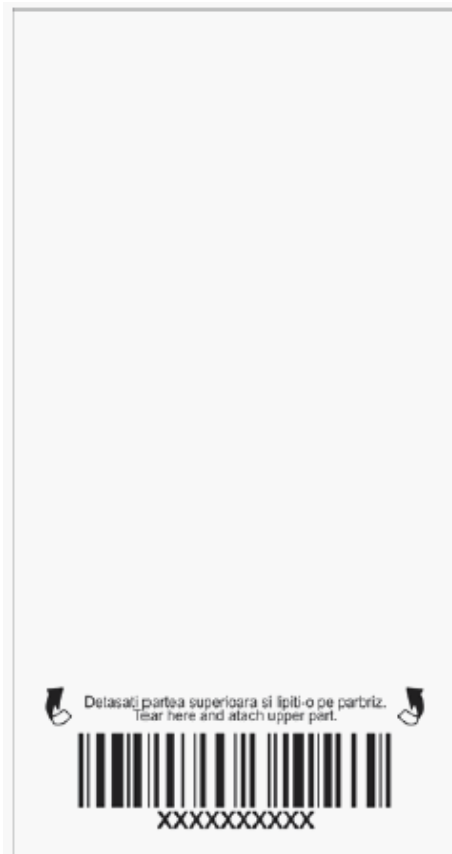 Detasati partea superioara si lipiti-o pe parbriz.
Tear here and atach upper part.
XXXXXXXXXX